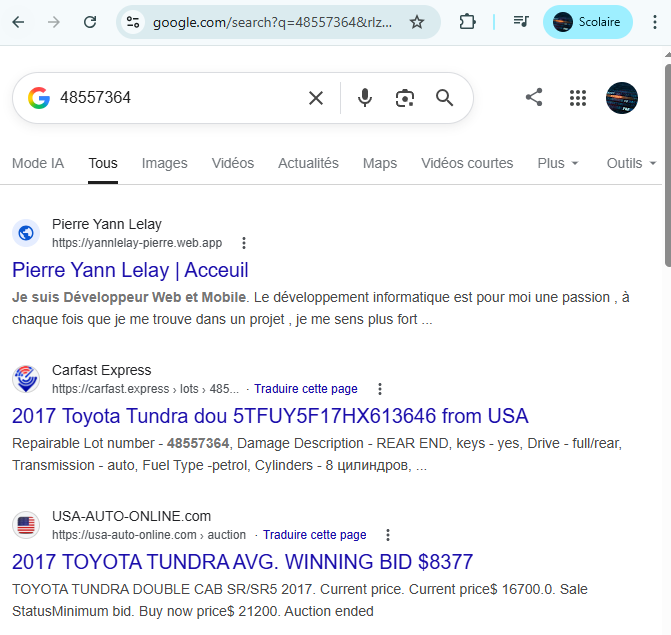 google.com/search?q=48557364&rlz...
Scolaire
48557364
Mode IA Tous Images Vidéos Actualités Maps Vidéos courtes Plus Outils
Pierre Yann Lelay
https://yannlelay-pierre.web.app
Pierre Yann Lelay | Acceuil
Je suis Développeur Web et Mobile. Le développement informatique est pour moi une passion , à
chaque fois que je me trouve dans un projet , je me sens plus fort ...
Carfast Express
https://carfast.express › lots › 485... · Traduire cette page
2017 Toyota Tundra dou 5TFUY5F17HX613646 from USA
Repairable Lot number - 48557364, Damage Description - REAR END, keys - yes, Drive - full/rear,
Transmission - auto, Fuel Type -petrol, Cylinders - 8 цилиндров, ...
USA-AUTO-ONLINE.com
https://usa-auto-online.com › auction · Traduire cette page
2017 TOYOTA TUNDRA AVG. WINNING BID $8377
TOYOTA TUNDRA DOUBLE CAB SR/SR5 2017. Current price. Current price$ 16700.0. Sale
StatusMinimum bid. Buy now price$ 21200. Auction ended